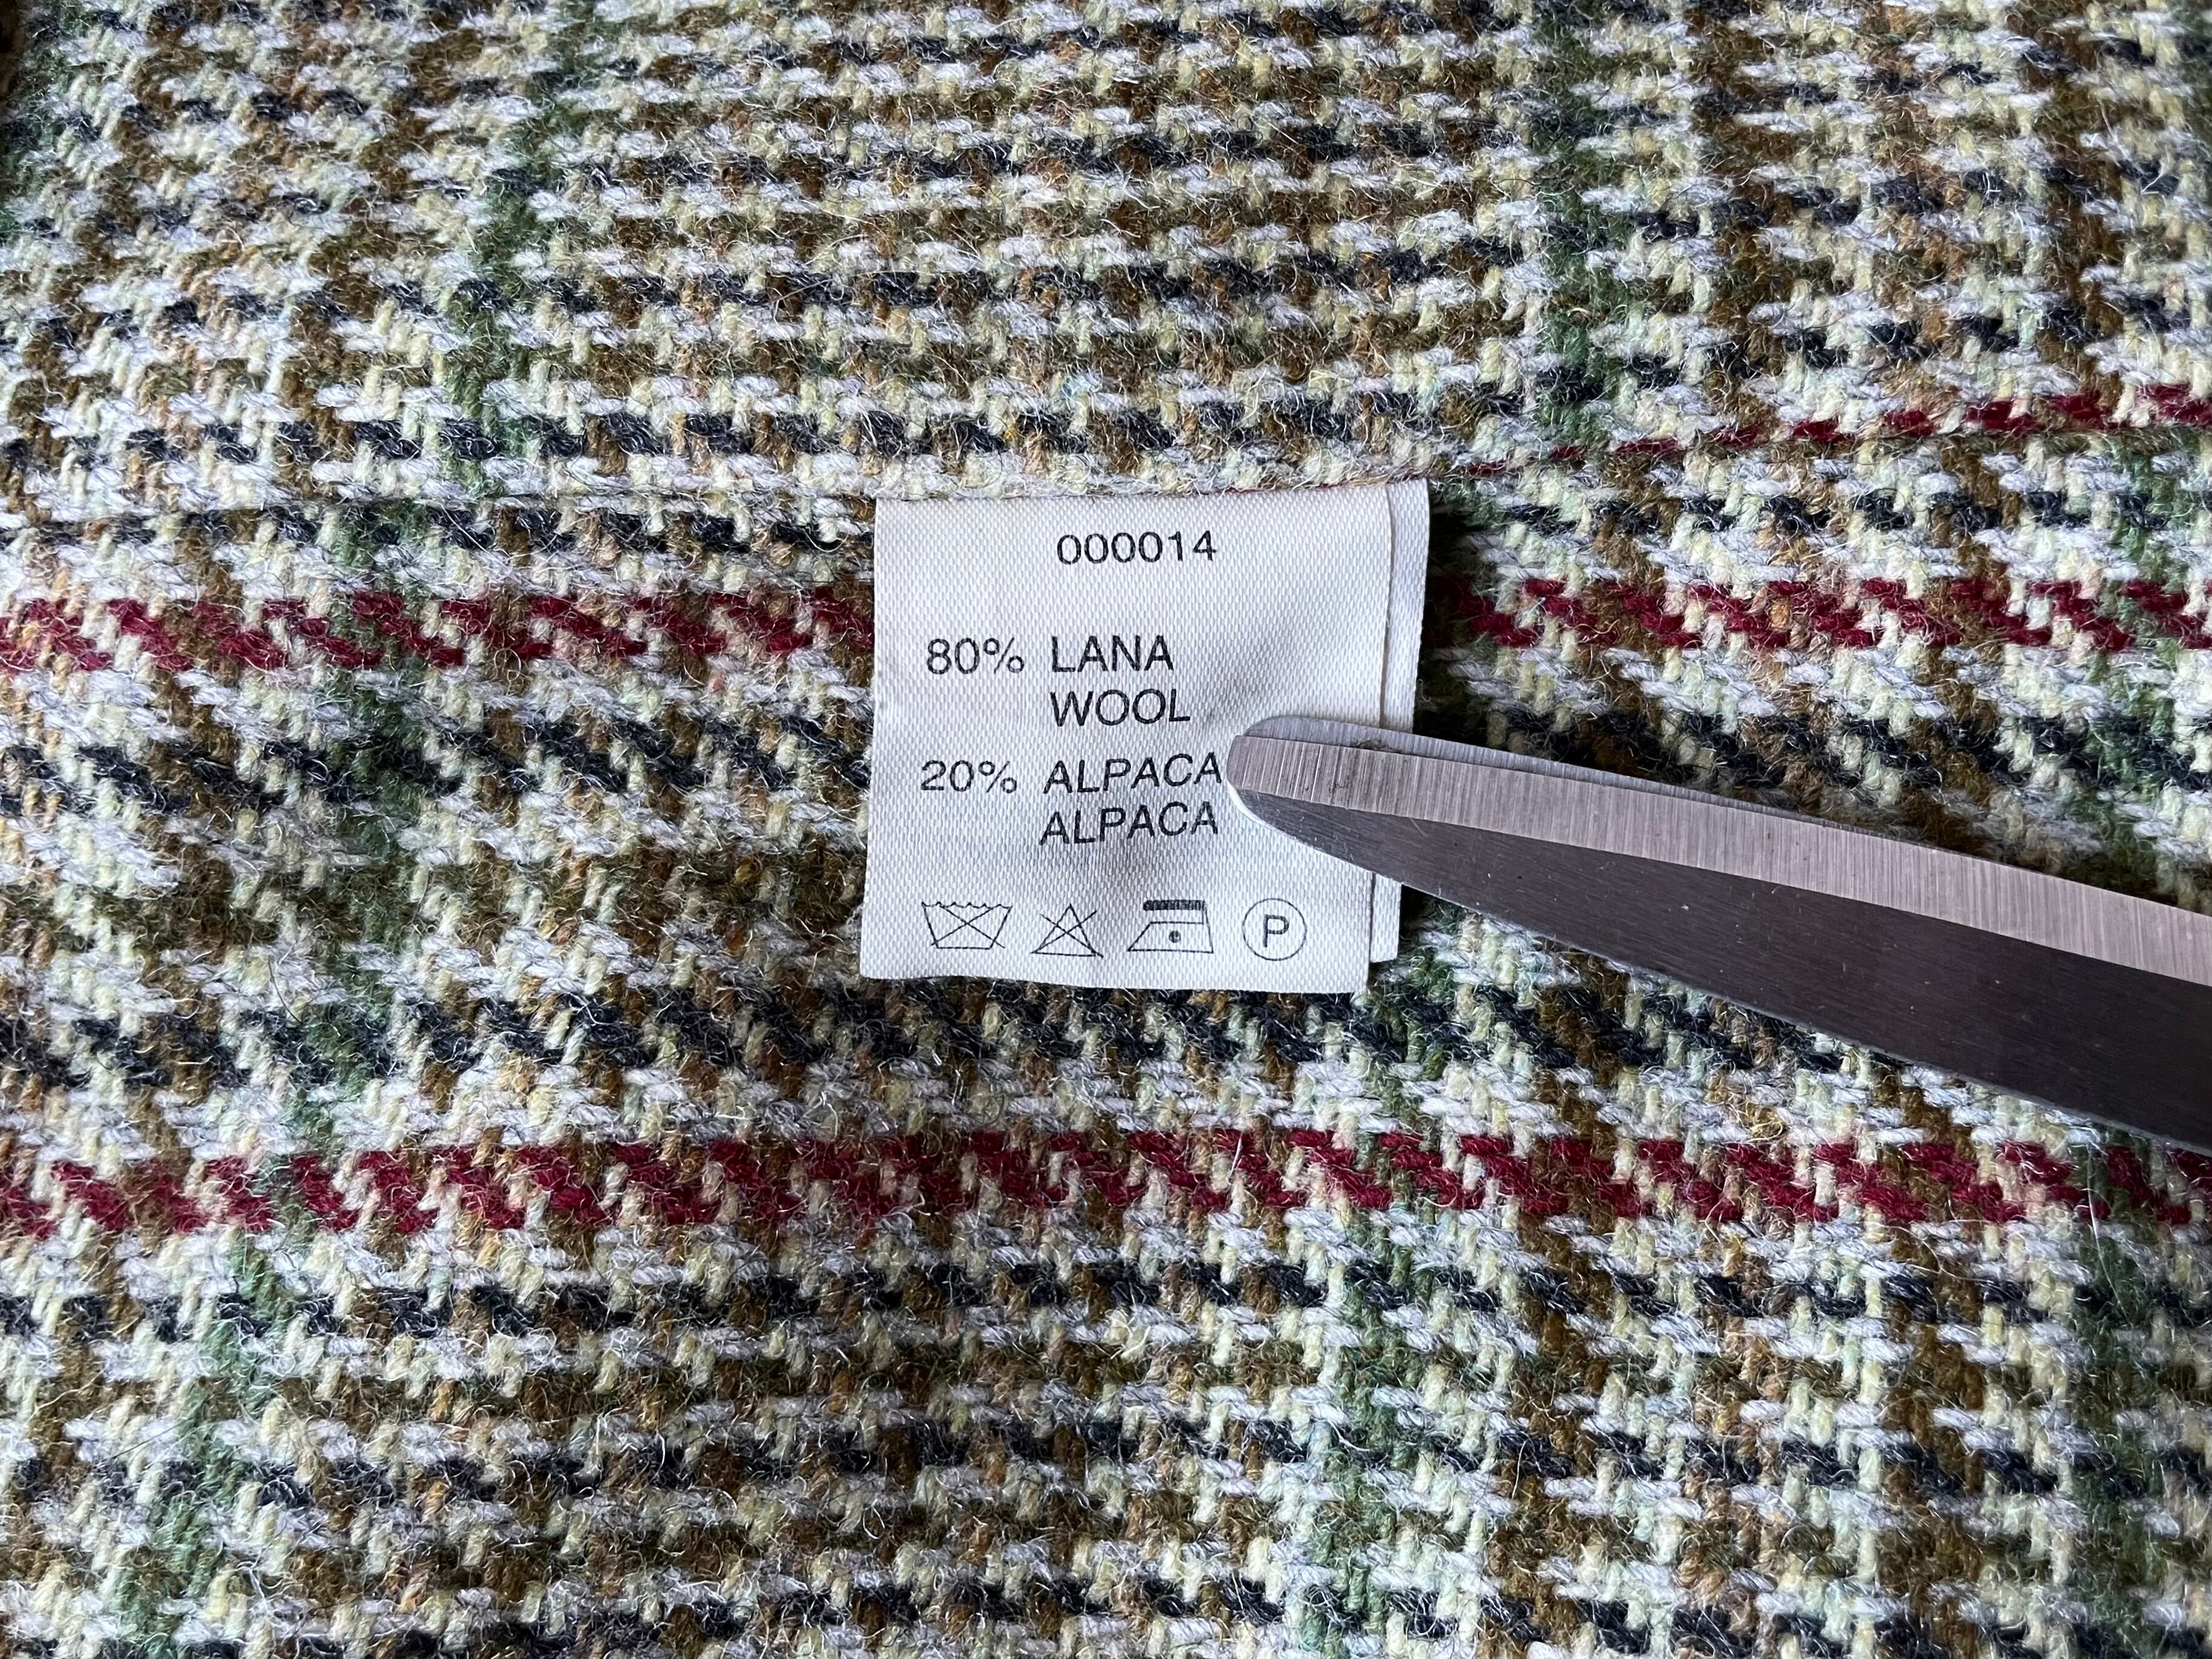 000014
80% LANA
WOOL
20% ALPACA
ALPACA
P